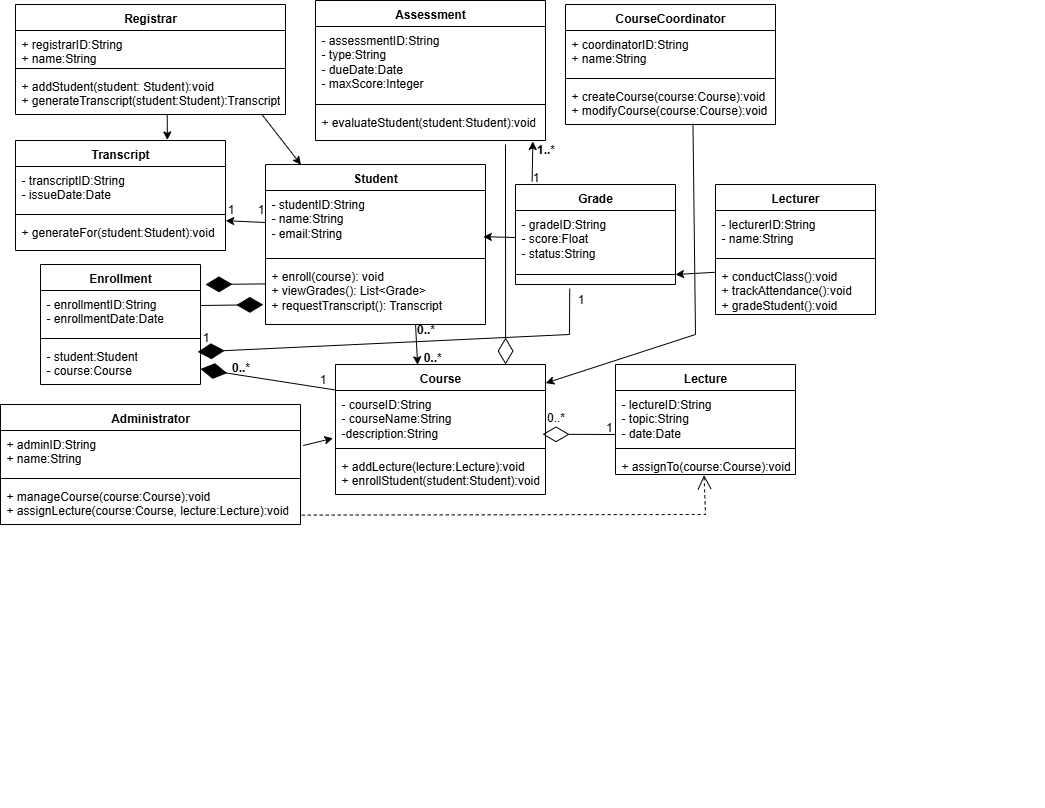 Registrar
+ registrarID:String
+ name:String
+ addStudent(student: Student):void
+ generateTranscript(student:Student):Transcript
Assessment
- assessmentID:String
- type:String
- dueDate:Date
- maxScore:Integer
+ evaluateStudent(student:Student):void
CourseCoordinator
+ coordinatorID:String
+ name:String
+ createCourse(course:Course):void
+ modifyCourse(course:Course):void
Transcript
- transcriptID:String
- issueDate:Date
+ generateFor(student:Student):void
1
1
Student
- studentID:String
- name:String
- email:String
+ enroll(course): void
+ viewGrades(): List<Grade>
+ requestTranscript(): Transcript
1..*
1
Grade
- gradeID:String
- score:Float
- status:String
1
Lecturer
- lecturerID:String
- name:String
+ conductClass():void
+ trackAttendance():void
+ gradeStudent():void
Enrollment
- enrollmentID:String
- enrollmentDate:Date
- student:Student
- course:Course
1
0..*
1
0..*
0..*
Course
- courseID:String
- courseName:String
-description:String
+ addLecture(lecture:Lecture):void
+ enrollStudent(student:Student):void
0..*
1
Lecture
- lectureID:String
- topic:String
- date:Date
+ assignTo(course:Course):void
Administrator
+ adminID:String
+ name:String
+ manageCourse(course:Course):void
+ assignLecture(course:Course, lecture:Lecture):void